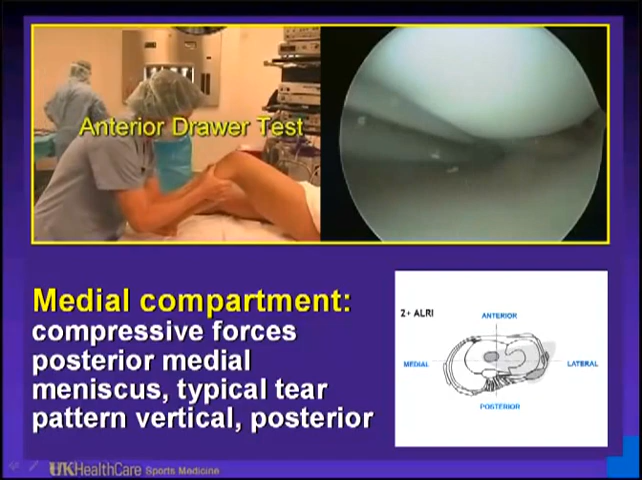 Anterior Drawer Test
Medial compartment:
compressive forces
posterior medial
meniscus, typical tear
pattern vertical, posterior
2+ ALRI
ANTERIOR
MEDIAL
LATERAL
POSTERIOR
UKHealthCare Sports Medicine